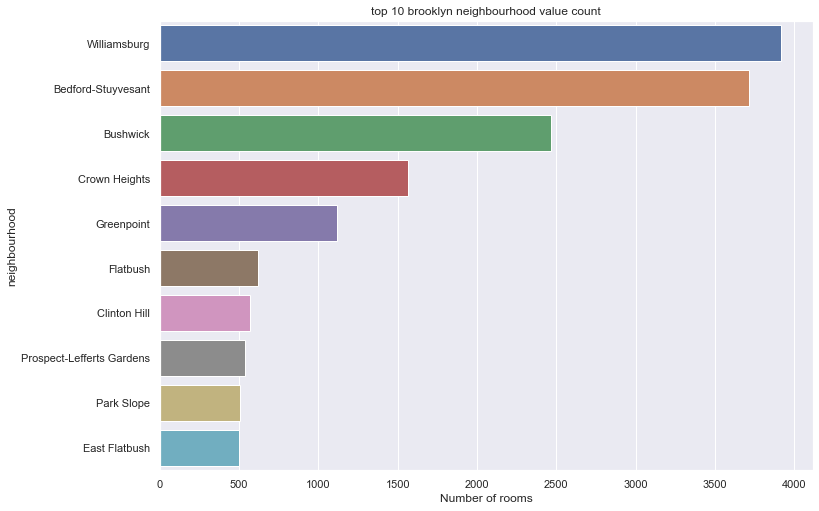 top 10 brooklyn neighbourhood value count
neighbourhood
Williamsburg
Bedford-Stuyvesant
Bushwick
Crown Heights
Greenpoint
Flatbush
Clinton Hill
Prospect-Lefferts Gardens
Park Slope
East Flatbush
0 500 1000 1500 2000 2500 3000 3500 4000
Number of rooms